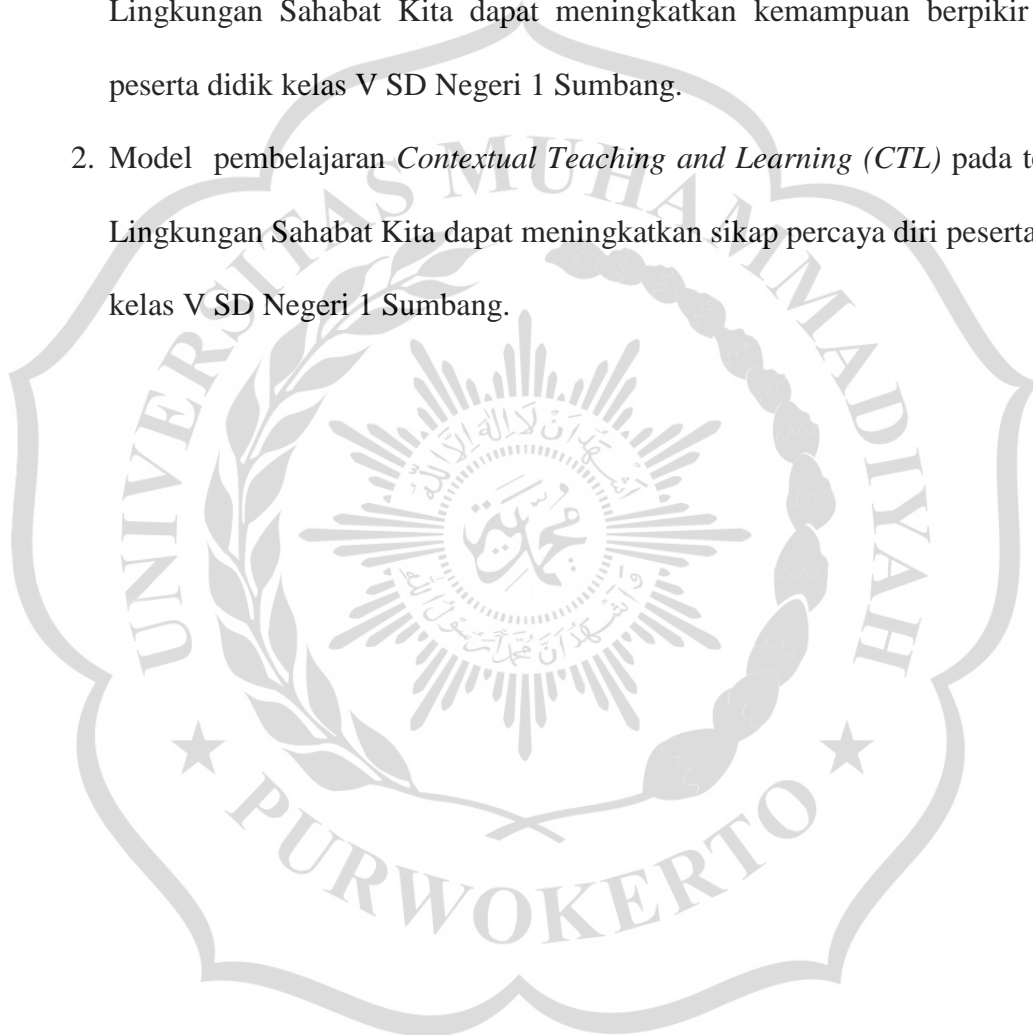 Lingkungan Sahabat Kita dapat meningkatkan kemampuan berpikir
peserta didik kelas V SD Negeri 1 Sumbang.
2. Model pembelajaran Contextual Teaching and Learning (CTL) pada
Lingkungan Sahabat Kita dapat meningkatkan sikap percaya diri peserta
kelas V SD Negeri 1 Sumbang.
UNIVERSITAS MUHAMMADIYAH
PURWOKERTO